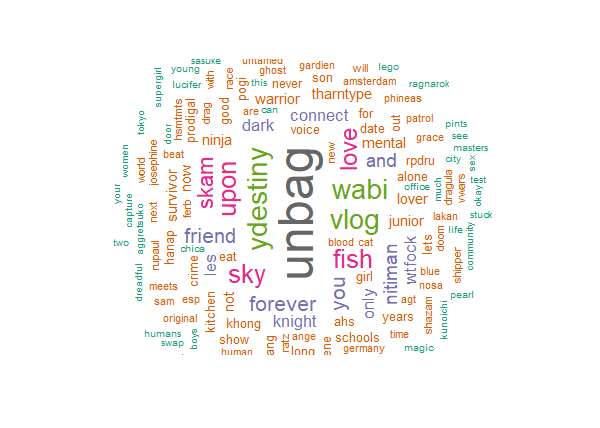 sasuke
untamed
young
ghost
gardien
will
lego
supergirl
lucifer
with
race
pogi
this
never
son
amsterdam
ragnarok
hsmtmts
prodigal
drag
good
are
can
warrior
tharntype
phineas
tokyo
door
ninja
dark
connect
voice
for
date
out
patrol
pints
your
women
capture
world
josephine
beat
skam
upon
ydestiny
unbag
new
love
mental
grace
see
masters
and
rpdru
city
sex
next
survivor
now
ferb
wabi
alone
office
dragula
much
vwars
test
okay
two
aggretsuko
rupaul
hanap
friend
vlog
lover
junior
lakan
stuck
dreadful
chica
les
eat
blood
cat
fish
nitiman
wtfock
lets
doom
life
community
meets
crime
sky
girl
you
only
blue
shipper
sam
esp
kitchen
not
forever
agt
nosa
pearl
original
khong
knight
ahs
years
shazam
kunoichi
humans
swap
boys
show
human
ang
ratz
ange
long
ene
schools
germany
time
magic